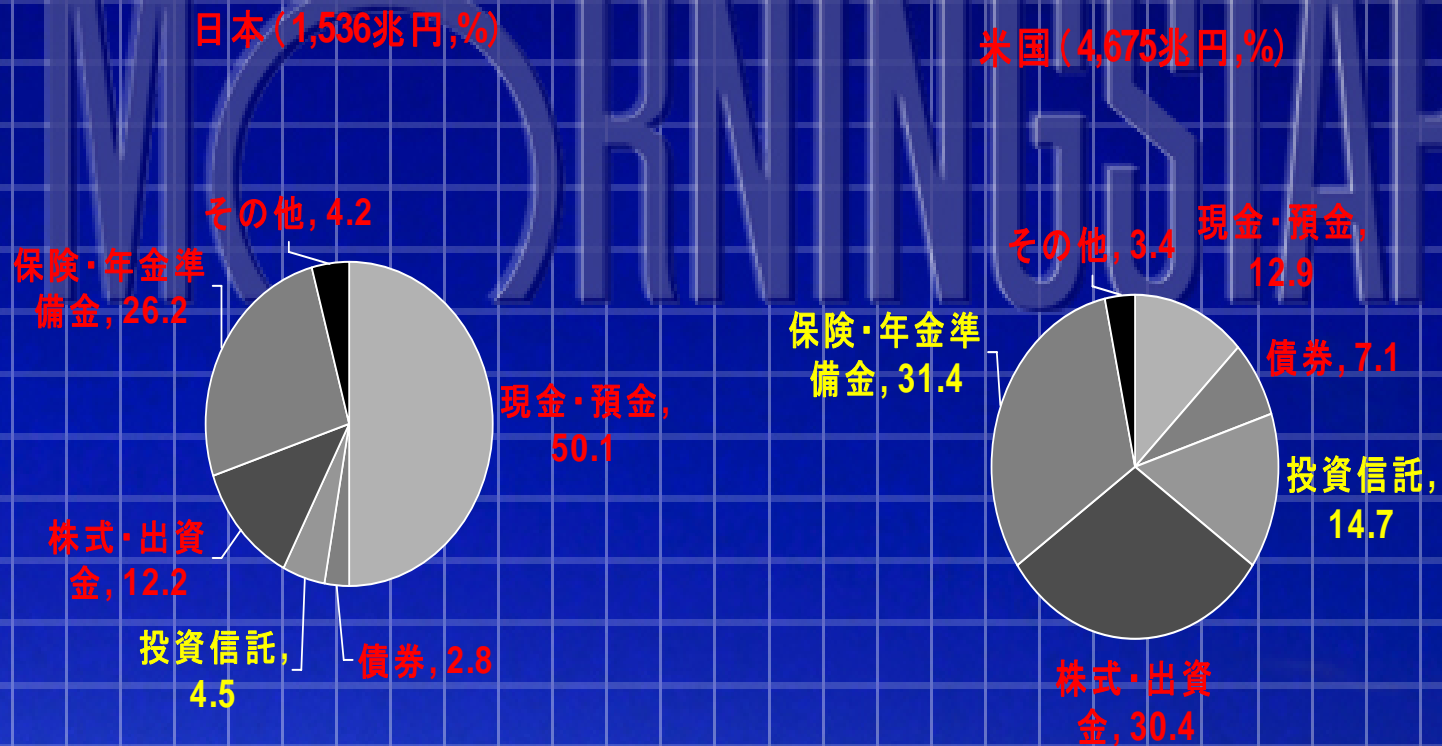 日本(1,536兆円,%)
その他, 4.2
保険・年金準
備金, 26.2
現金・預金,
50.1
株式・出資
金, 12.2
投資信託,
4.5
債券, 2.8
米国(4,675兆円,%)
その他, 3.4
現金・預金,
12.9
保険・年金準
備金, 31.4
債券, 7.1
投資信託,
14.7
株式・出資
金, 30.4
MORNINGSTAR